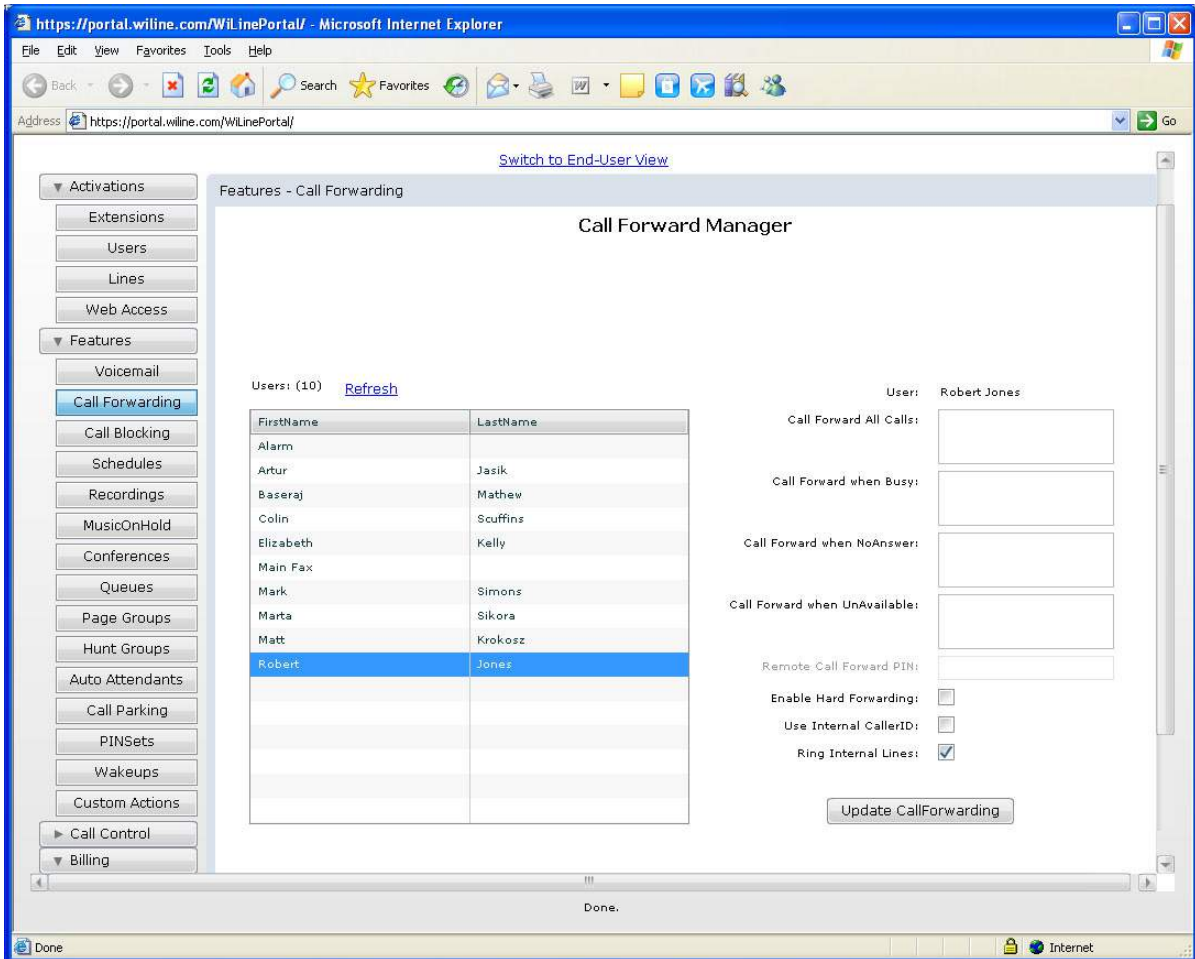 https://portal.wiline.com/WiLinePortal/ - Microsoft Internet Explorer
File Edit View Favorites Tools Help
Back Search Favorites
Address https://portal.wiline.com/WiLinePortal/ Go
Switch to End-User View
Activations
Extensions
Users
Lines
Web Access
Features
Voicemail
Call Forwarding
Call Blocking
Schedules
Recordings
MusicOnHold
Conferences
Queues
Page Groups
Hunt Groups
Auto Attendants
Call Parking
PINSets
Wakeups
Custom Actions
Call Control
Billing
Features - Call Forwarding
Call Forward Manager
Users: (10) Refresh
FirstName LastName
Alarm
Artur Jasik
Baseraj Mathew
Colin Scuffins
Elizabeth Kelly
Main Fax
Mark Simons
Marta Sikora
Matt Krokosz
Robert Jones
User: Robert Jones
Call Forward All Calls:
Call Forward when Busy:
Call Forward when NoAnswer:
Call Forward when UnAvailable:
Remote Call Forward PIN:
Enable Hard Forwarding:
Use Internal CallerID:
Ring Internal Lines:
Update CallForwarding
Done.
Done Internet